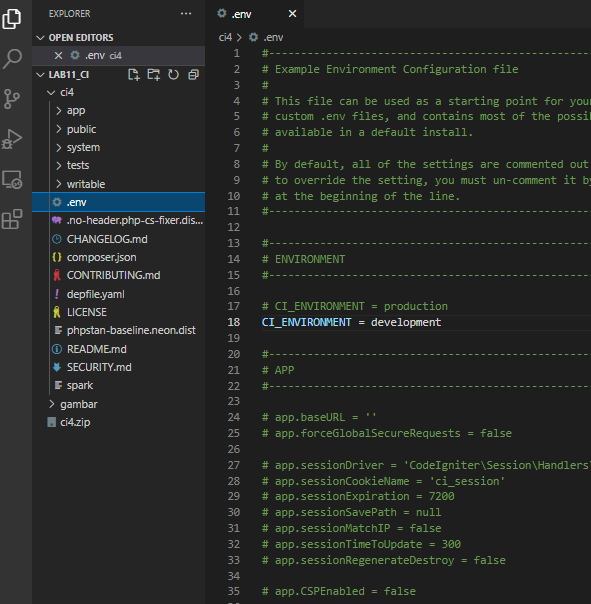 EXPLORER
···
OPEN EDITORS
.env ci4
LAB11_CI
ci4
app
public
system
tests
writable
.env
.no-header.php-cs-fixer.dis...
CHANGELOG.md
composer.json
CONTRIBUTING.md
depfile.yaml
LICENSE
phpstan-baseline.neon.dist
README.md
SECURITY.md
spark
gambar
ci4.zip
.env
ci4 > .env
1 #--------------------------------------------------
2 # Example Environment Configuration file
3 #
4 # This file can be used as a starting point for your
5 # custom .env files, and contains most of the possi
6 # available in a default install.
7 #
8 # By default, all of the settings are commented out
9 # to override the setting, you must un-comment it by
10 # at the beginning of the line.
11 #--------------------------------------------------
12
13 #--------------------------------------------------
14 # ENVIRONMENT
15 #--------------------------------------------------
16
17 # CI_ENVIRONMENT = production
18 CI_ENVIRONMENT = development
19
20 #--------------------------------------------------
21 # APP
22 #--------------------------------------------------
23
24 # app.baseURL = ''
25 # app.forceGlobalSecureRequests = false
26
27 # app.sessionDriver = 'CodeIgniter\Session\Handlers
28 # app.sessionCookieName = 'ci_session'
29 # app.sessionExpiration = 7200
30 # app.sessionSavePath = null
31 # app.sessionMatchIP = false
32 # app.sessionTimeToUpdate = 300
33 # app.sessionRegenerateDestroy = false
34
35 # app.CSPEnabled = false